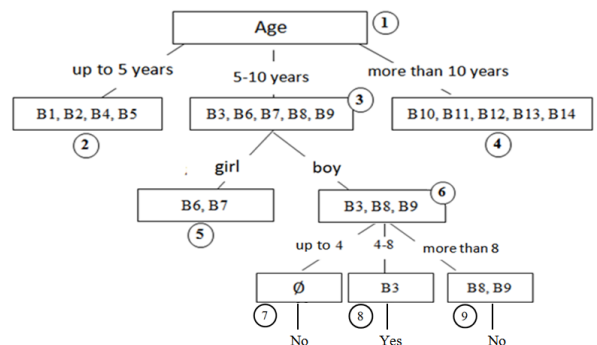 Age
1
up to 5 years
5-10 years
more than 10 years
B1, B2, B4, B5
B3, B6, B7, B8, B9
3
B10, B11, B12, B13, B14
2
4
girl
boy
B6, B7
B3, B8, B9
6
5
up to 4
4-8
more than 8
Ø
B3
B8, B9
7
8
9
No
Yes
No